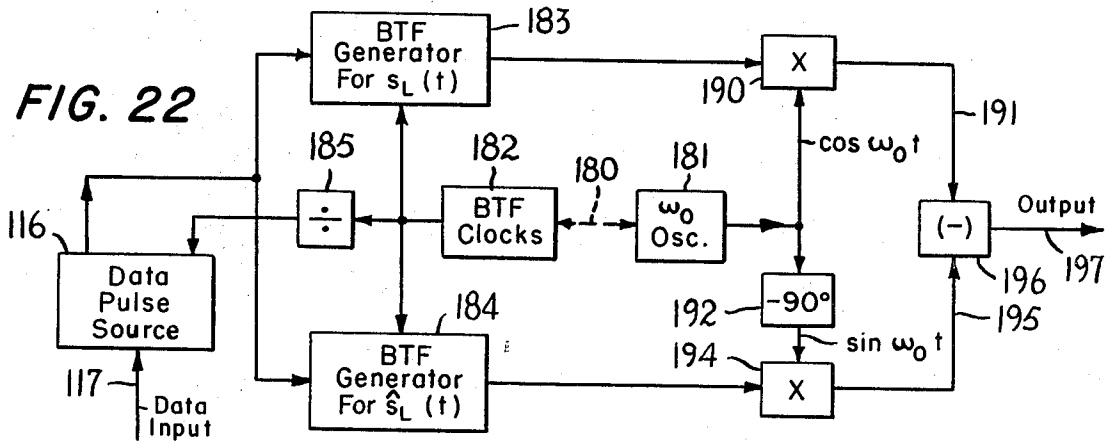 FIG. 22
BTF
Generator
For s_L (t)
183
X
190
191
cos ω₀ t
185
÷
182
BTF
Clocks
180
181
ω₀
Osc.
116
Data
Pulse
Source
117
Data
Input
184
BTF
Generator
For ŝ_L (t)
-90°
192
sin ω₀ t
194
X
195
(-)
196
Output
197